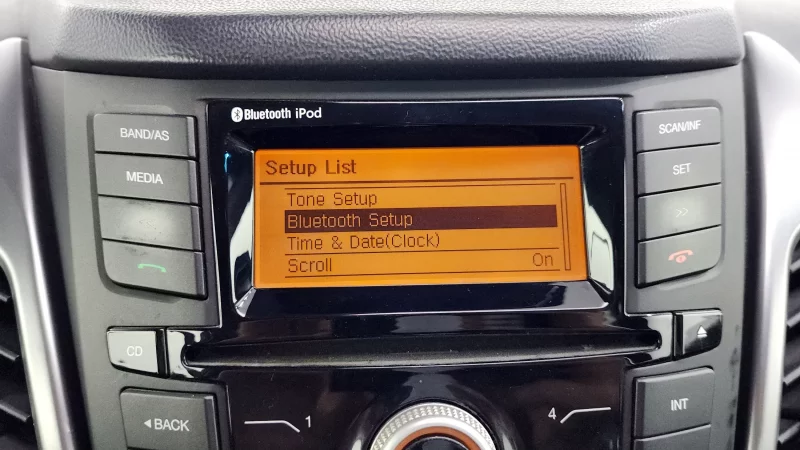 Bluetooth iPod
BAND/AS
MEDIA
Setup List
Tone Setup
Bluetooth Setup
Time & Date(Clock)
Scroll On
SCAN/INF
SET
>>
CD
BACK
1
4
INT